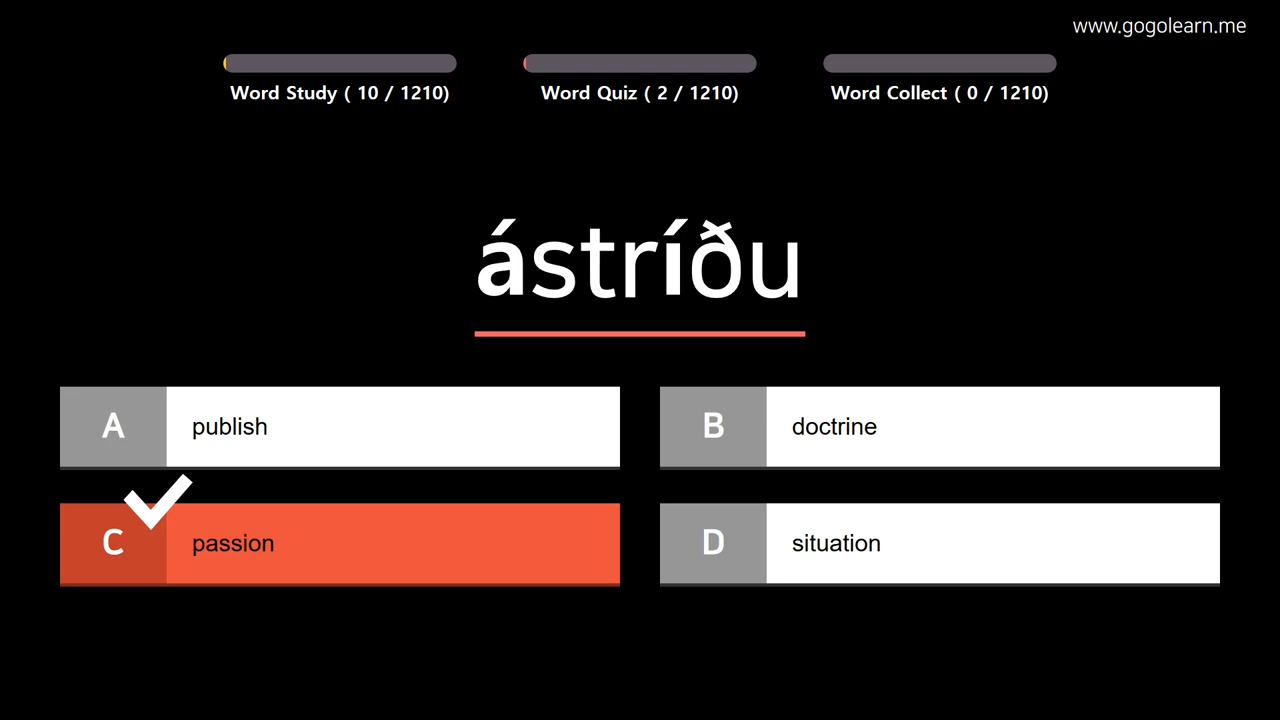 www.gogolearn.me
Word Study ( 10 / 1210)
Word Quiz ( 2 / 1210)
Word Collect ( 0 / 1210)
ástríðu
A publish
B doctrine
C passion
D situation